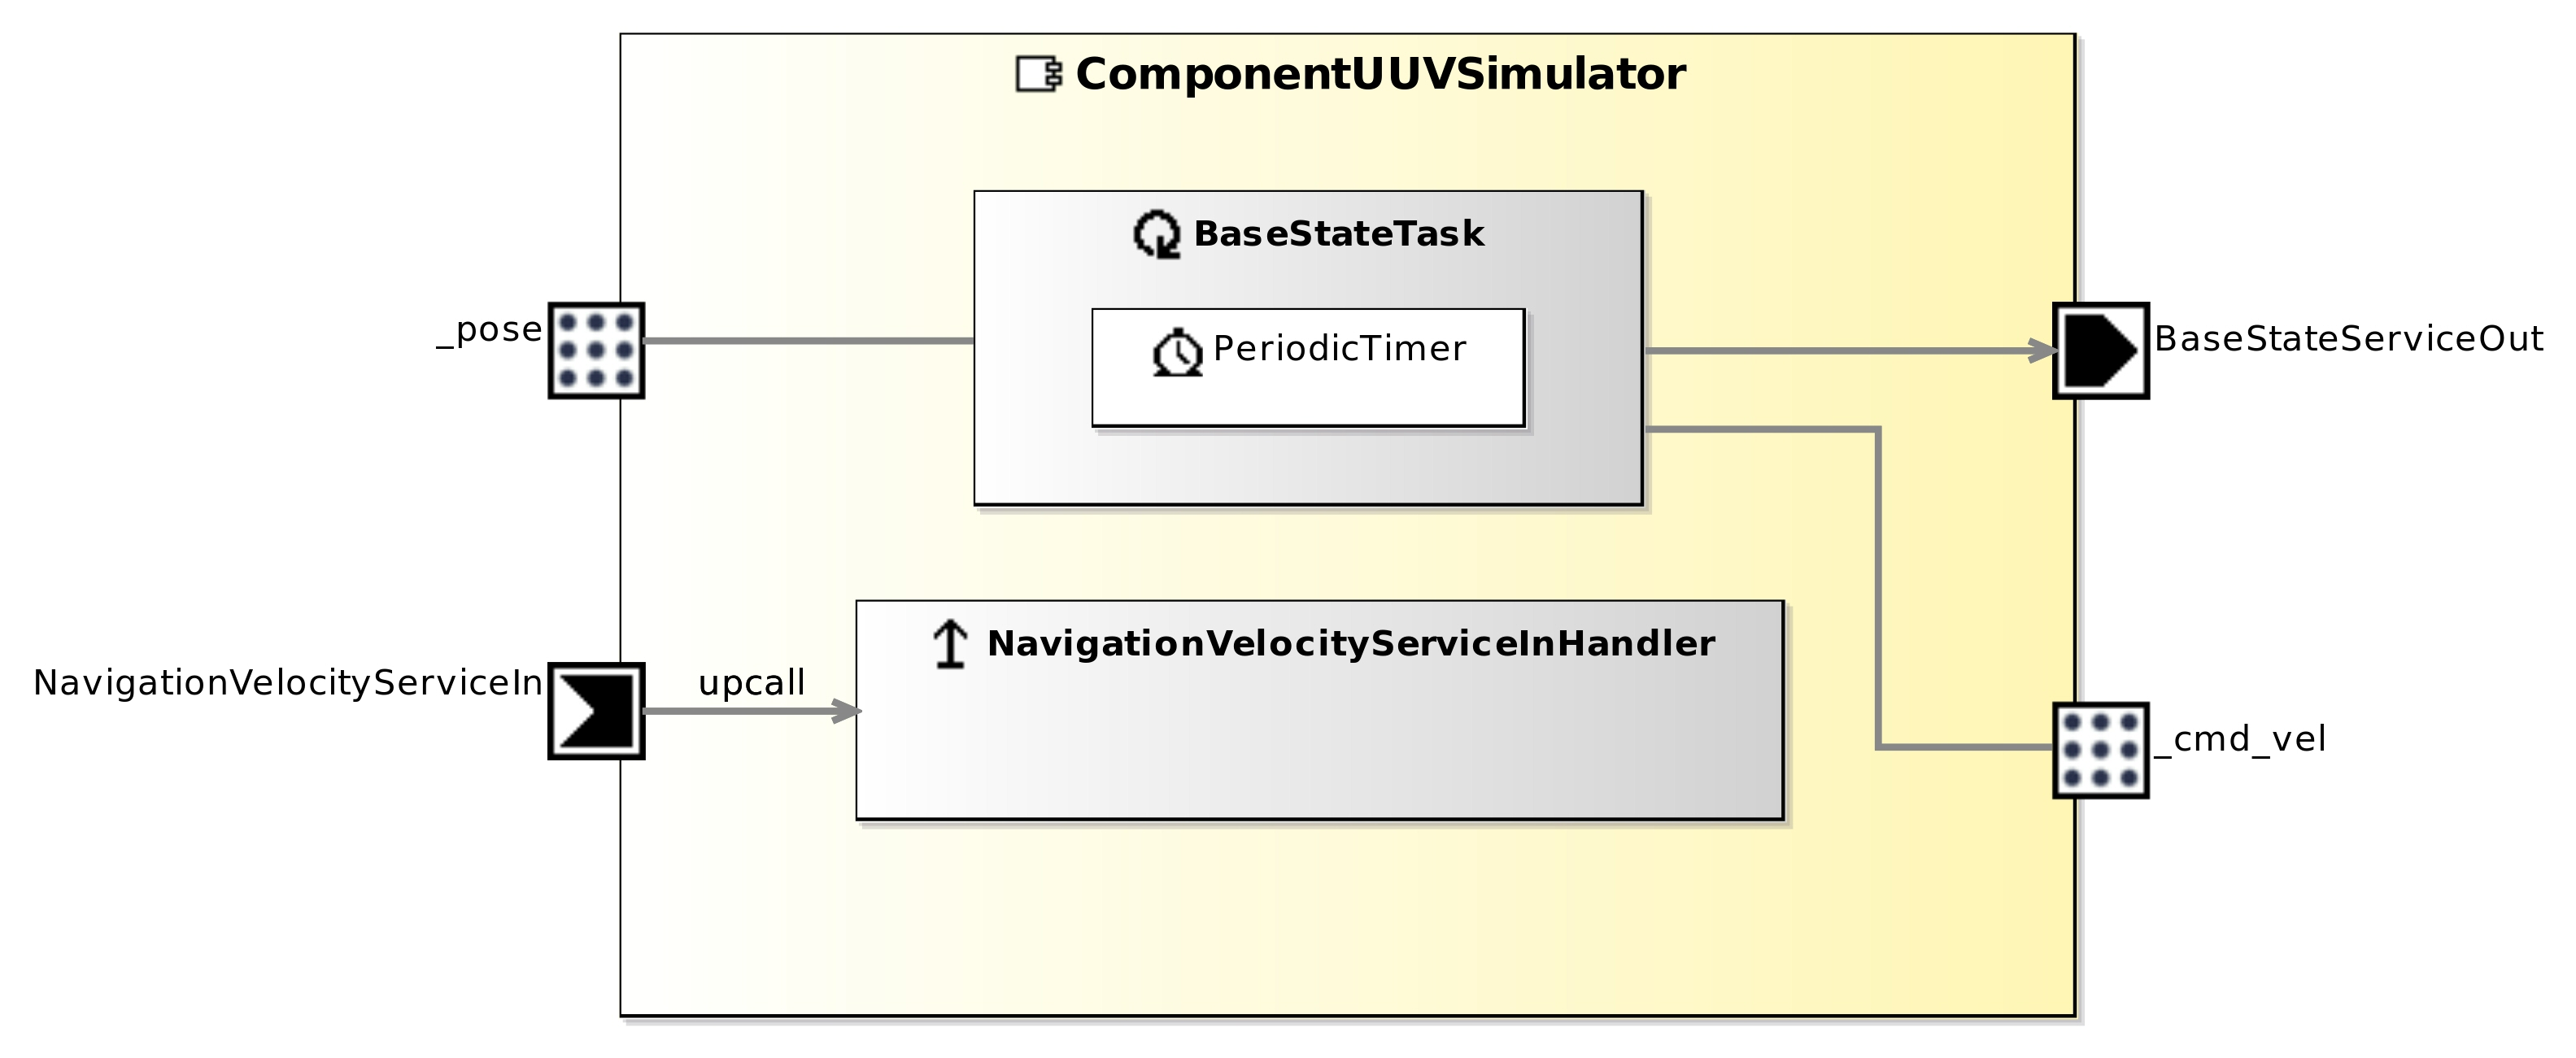 ComponentUUVSimulator
BaseStateTask
PeriodicTimer
_pose
BaseStateServiceOut
NavigationVelocityServiceIn
upcall
NavigationVelocityServiceInHandler
_cmd_vel